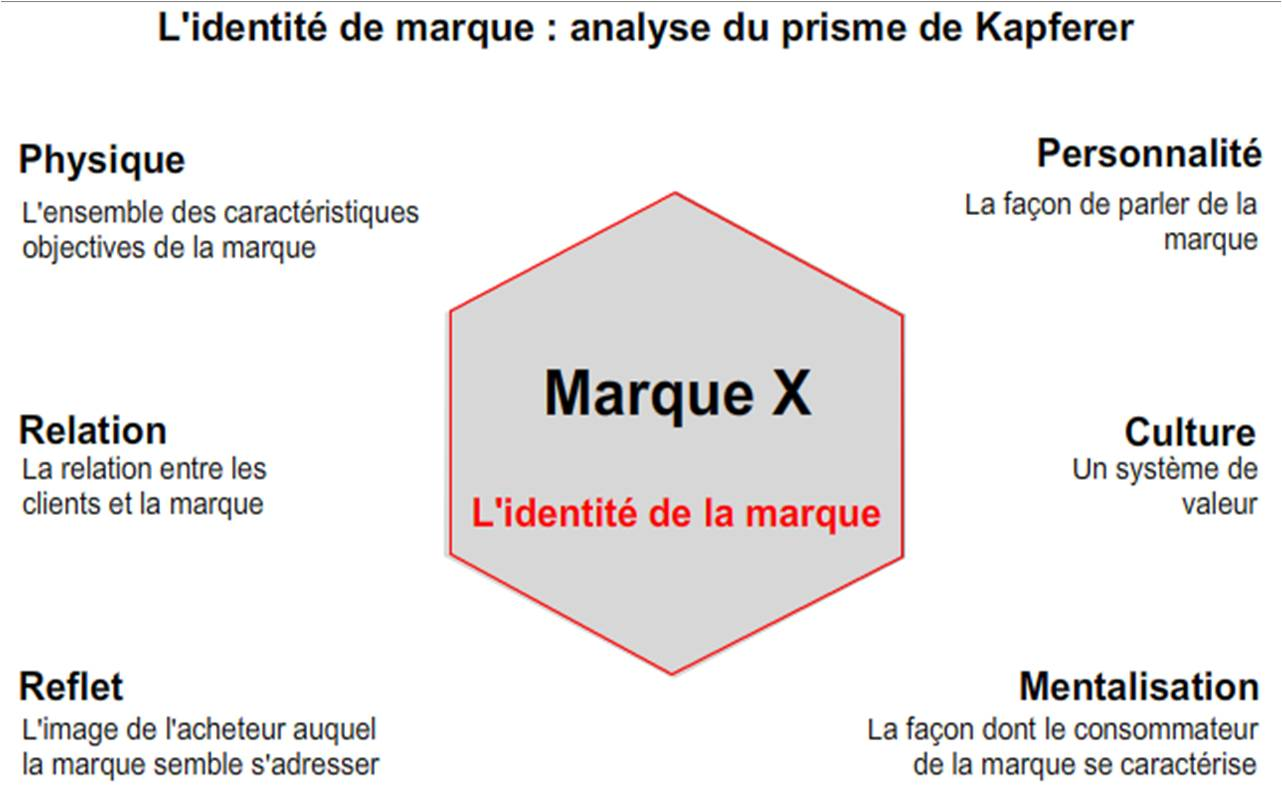 L'identité de marque : analyse du prisme de Kapferer
Physique
L'ensemble des caractéristiques
objectives de la marque
Personnalité
La façon de parler de la
marque
Marque X
L'identité de la marque
Relation
La relation entre les
clients et la marque
Culture
Un système de
valeur
Reflet
L'image de l'acheteur auquel
la marque semble s'adresser
Mentalisation
La façon dont le consommateur
de la marque se caractérise